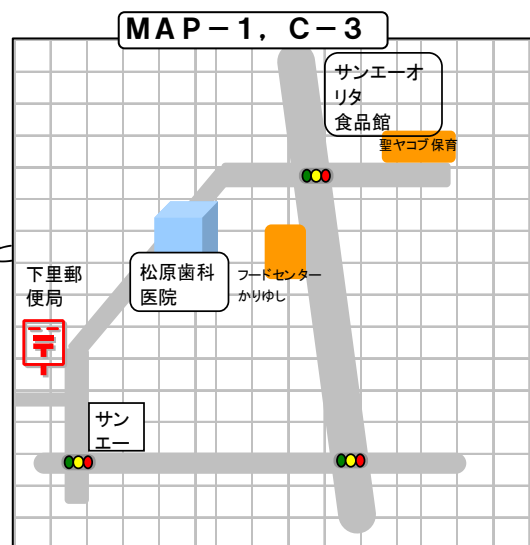 MAP－1，C－3
サンエーオ
リタ
食品館
聖ヤコブ保育
松原歯科
医院
フードセンター
かりゆし
下里郵
便局
サン
エー